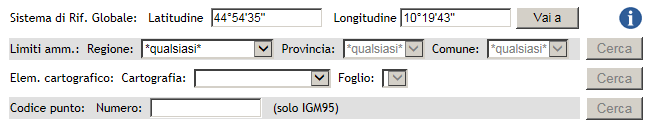 Sistema di Rif. Globale: Latitudine 44°54'35" Longitudine 10°19'43" Vai a i
Limiti amm.: Regione: *qualsiasi* Provincia: *qualsiasi* Comune: *qualsiasi* Cerca
Elem. cartografico: Cartografia: Foglio: Cerca
Codice punto: Numero: (solo IGM95) Cerca